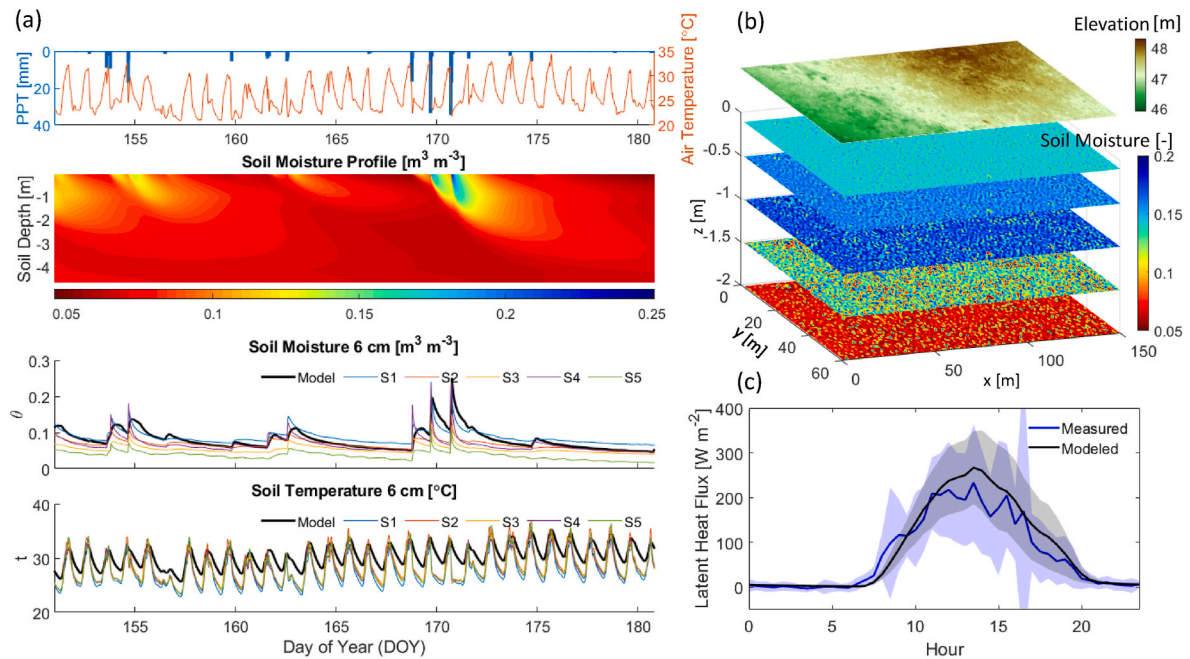 (a)
PPT [mm]
0
20
40
35
30
25
20
Air Temperature [°C]
155 160 165 170 175 180
Soil Moisture Profile [m³ m⁻³]
Soil Depth [m]
-1
-2
-3
-4
0.05 0.1 0.15 0.2 0.25
Soil Moisture 6 cm [m³ m⁻³]
Model S1 S2 S3 S4 S5
θ
0.3
0.2
0.1
0
155 160 165 170 175 180
Soil Temperature 6 cm [°C]
Model S1 S2 S3 S4 S5
t
40
30
20
155 160 165 170 175 180
Day of Year (DOY)
(b)
Elevation [m]
48
47
46
Soil Moisture [-]
0.2
0.15
0.1
0.05
z [m]
0
-0.5
-1
-1.5
-2
y [m]
0
20
40
60
0 50 100 150
x [m]
(c)
Latent Heat Flux [W m⁻²]
400
300
200
100
0
Measured
Modeled
0 5 10 15 20
Hour